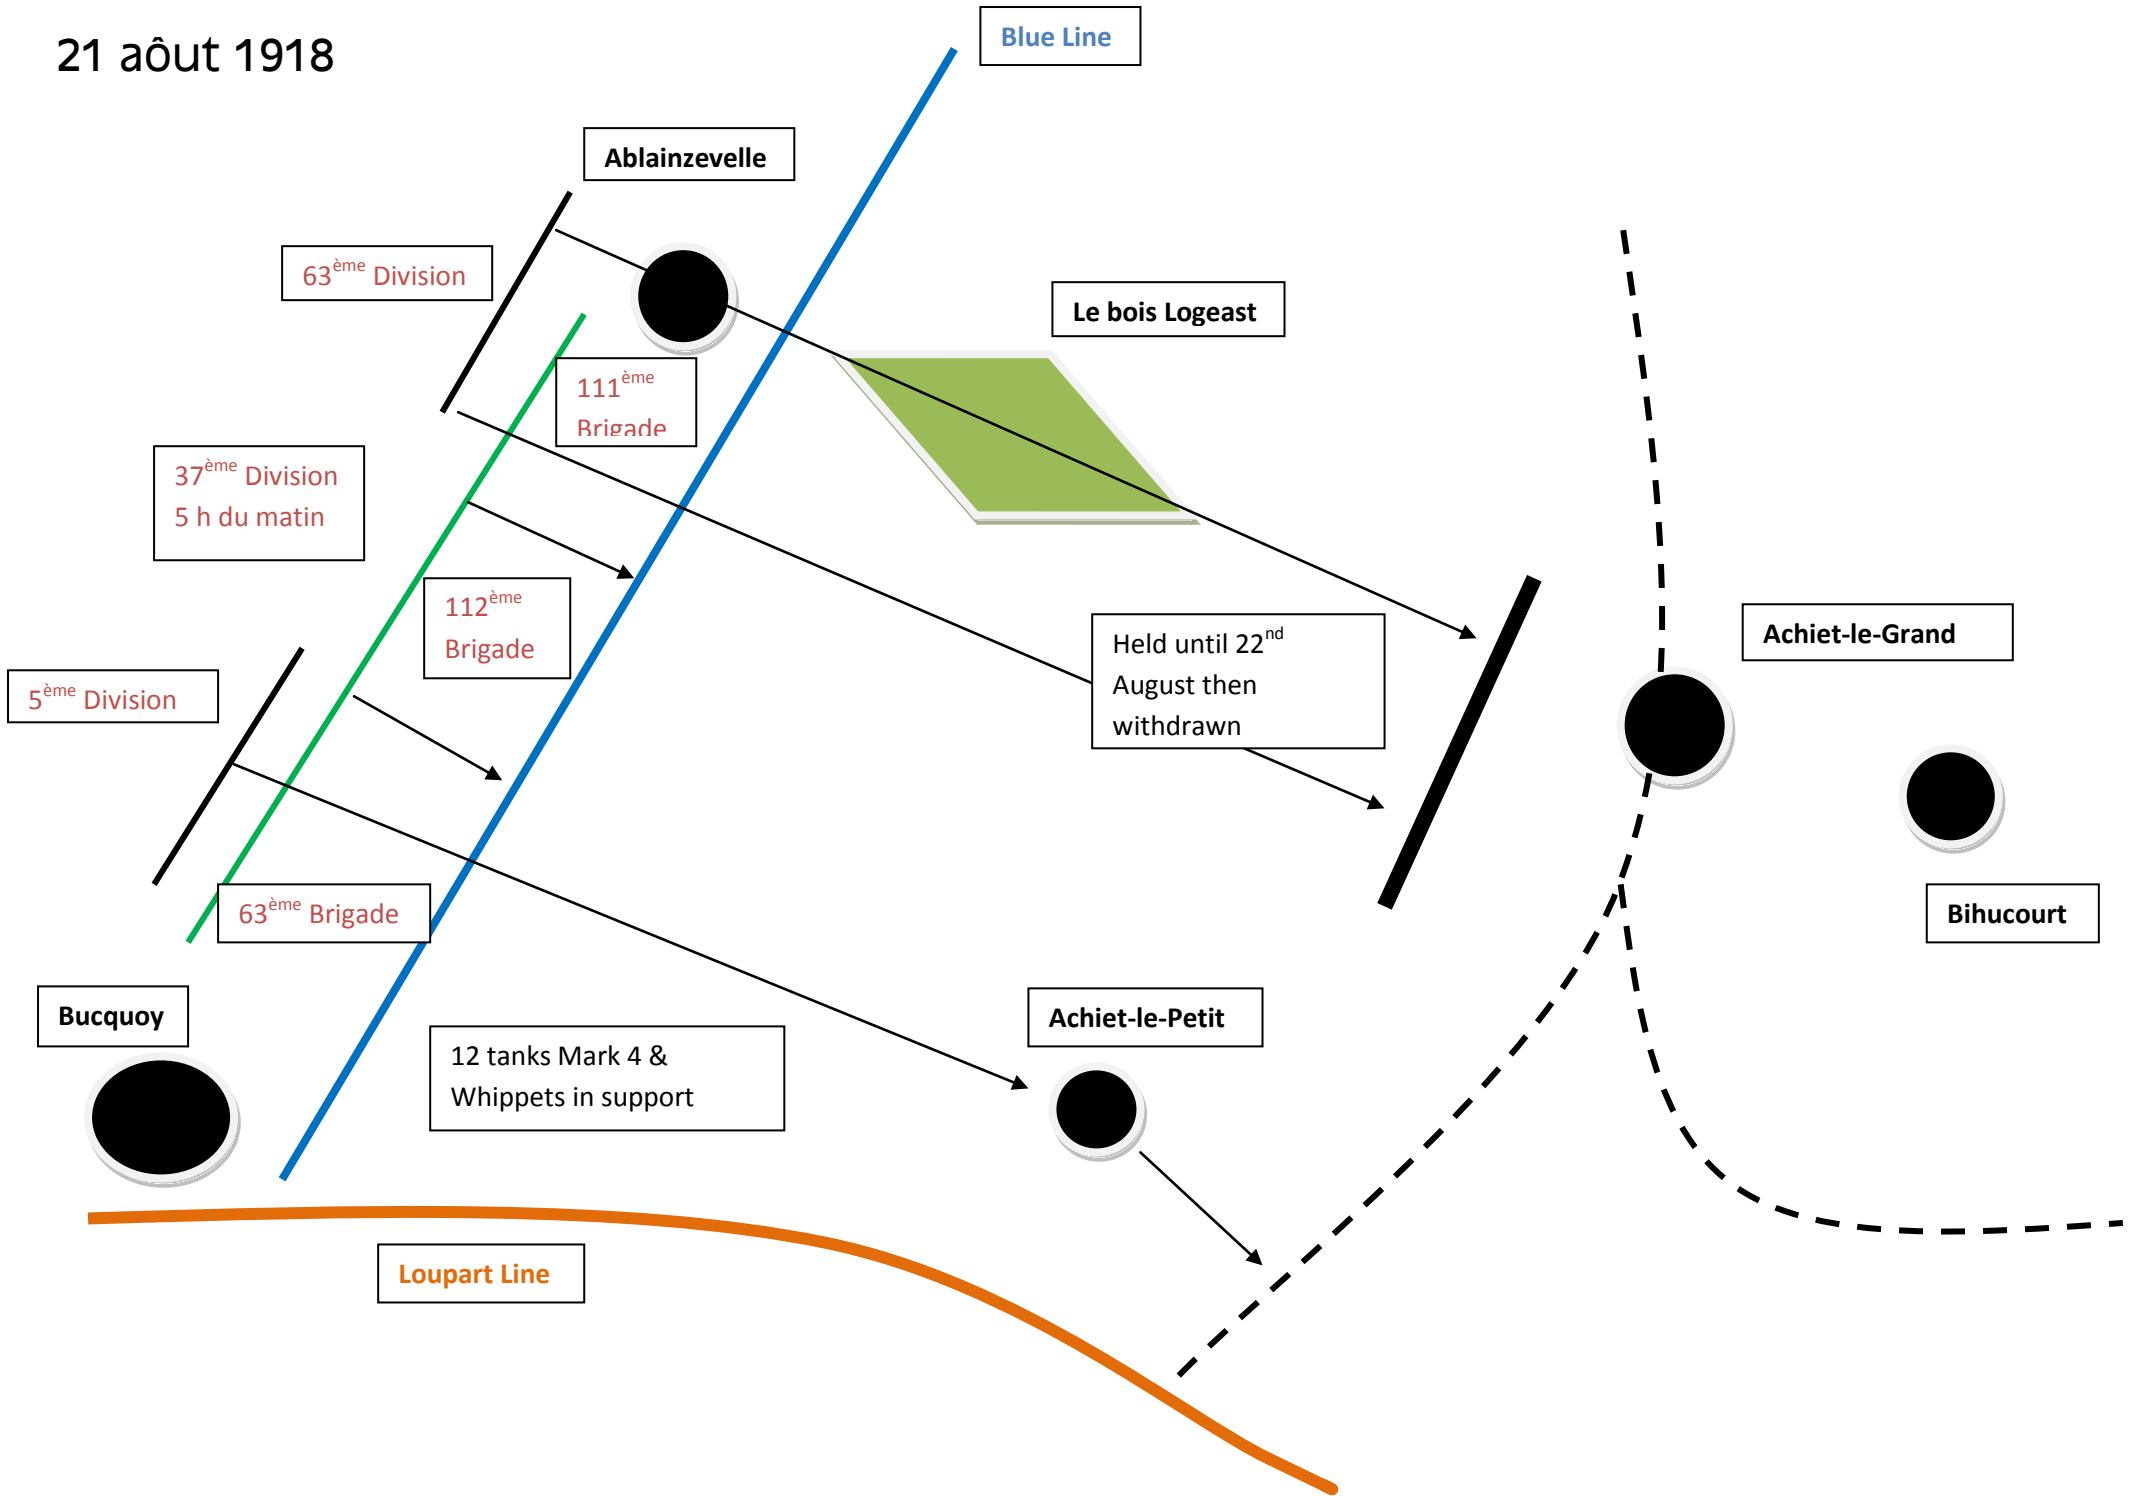 21 aôut 1918
Blue Line
Ablainzevelle
63ème Division
Le bois Logeast
111ème
Brigade
37ème Division
5 h du matin
112ème
Brigade
Held until 22nd
August then
withdrawn
Achiet-le-Grand
5ème Division
63ème Brigade
Bihucourt
Bucquoy
Achiet-le-Petit
12 tanks Mark 4 &
Whippets in support
Loupart Line